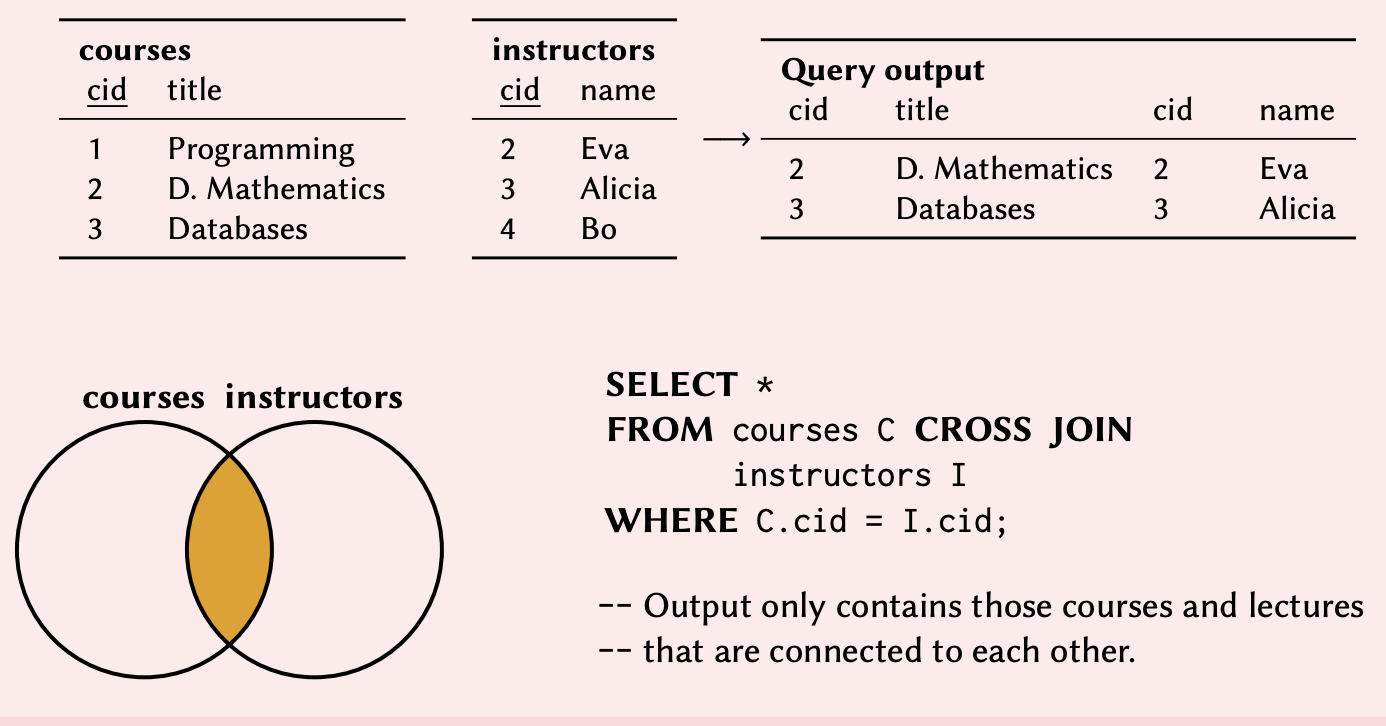 courses
cid title
1 Programming
2 D. Mathematics
3 Databases
instructors
cid name
2 Eva
3 Alicia
4 Bo
⟶
Query output
cid title cid name
2 D. Mathematics 2 Eva
3 Databases 3 Alicia
courses instructors
SELECT *
FROM courses C CROSS JOIN
instructors I
WHERE C.cid = I.cid;
-- Output only contains those courses and lectures
-- that are connected to each other.